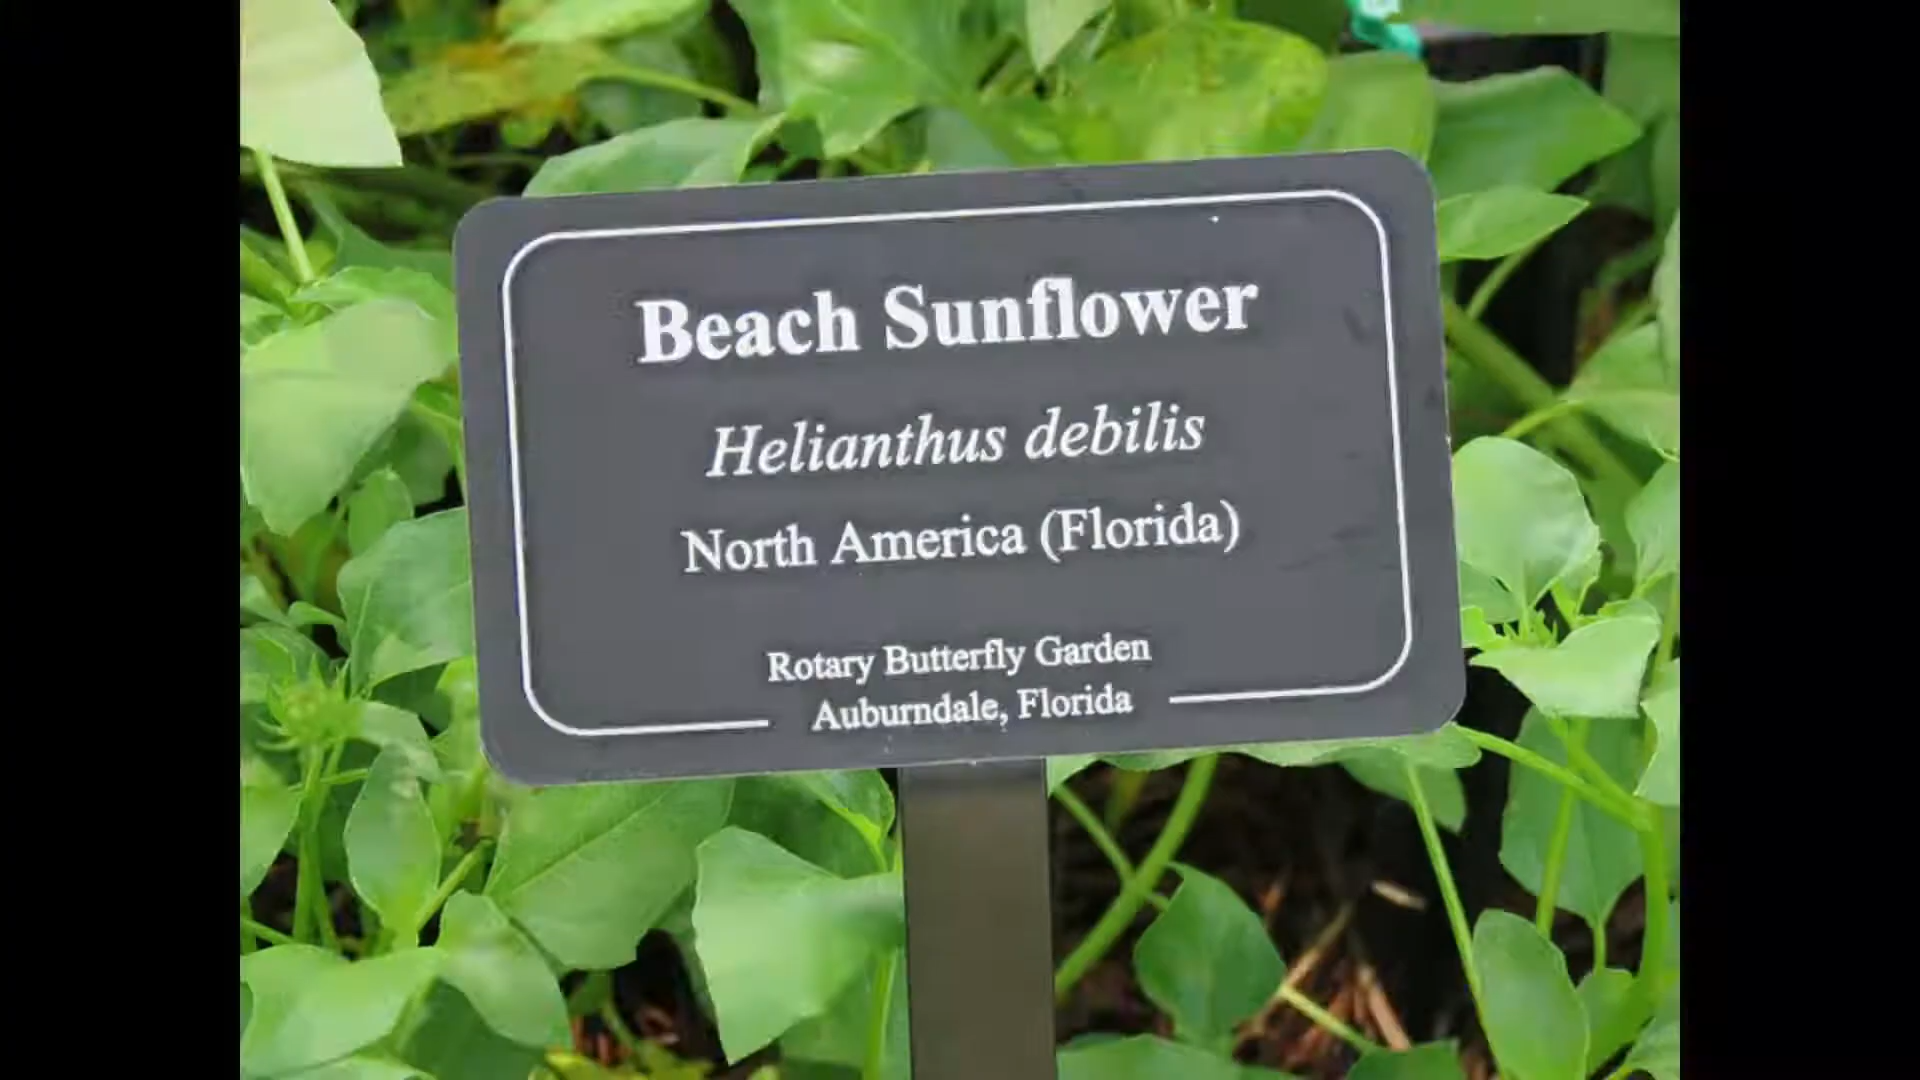 Beach Sunflower
Helianthus debilis
North America (Florida)
Rotary Butterfly Garden
Auburndale, Florida